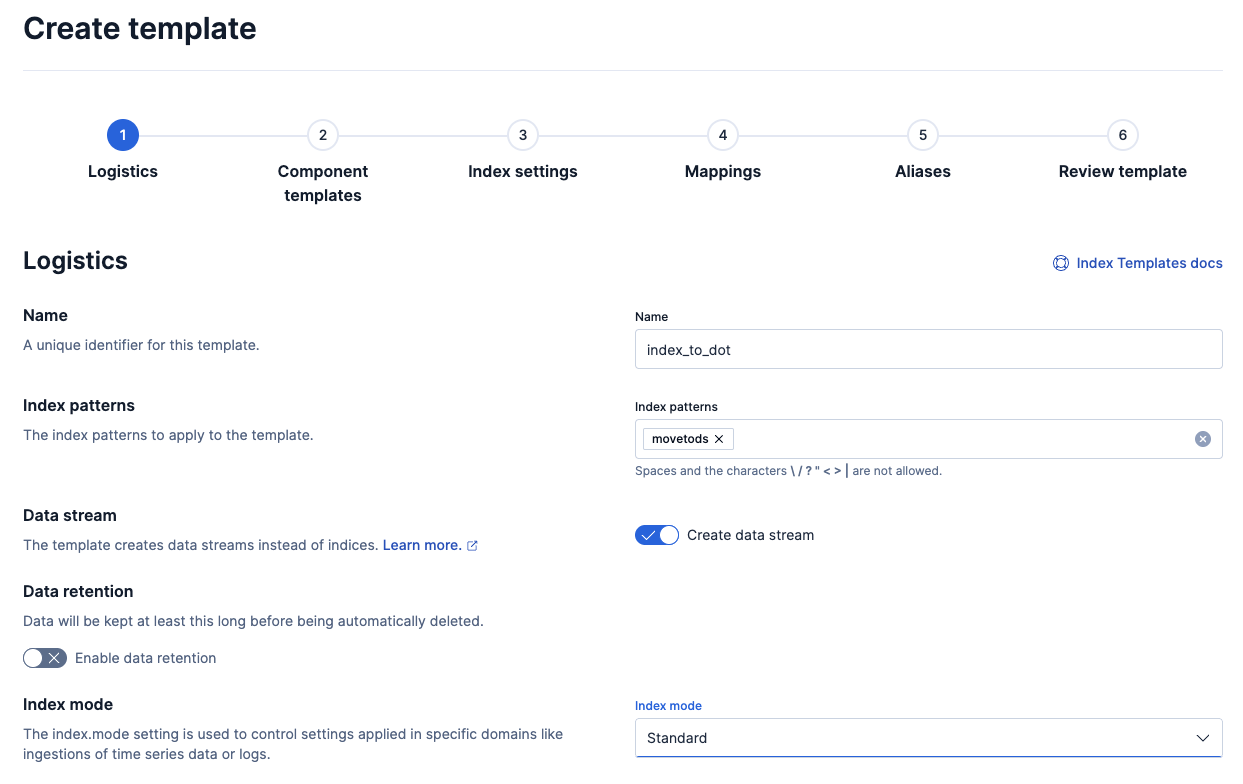 Create template
1
2
3
4
5
6
Logistics
Component
templates
Index settings
Mappings
Aliases
Review template
Logistics
Index Templates docs
Name
A unique identifier for this template.
Name
index_to_dot
Index patterns
The index patterns to apply to the template.
Index patterns
movetods
Spaces and the characters \ / ? " < > | are not allowed.
Data stream
The template creates data streams instead of indices. Learn more.
Create data stream
Data retention
Data will be kept at least this long before being automatically deleted.
Enable data retention
Index mode
The index.mode setting is used to control settings applied in specific domains like
ingestions of time series data or logs.
Index mode
Standard